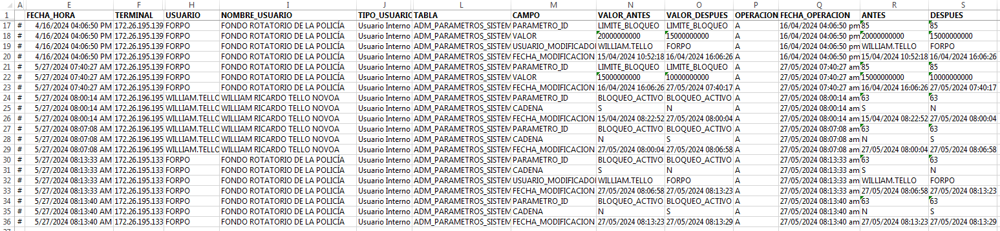 A E F G H I J L M N O P Q R S
1 FECHA_HORA TERMINAL USUARIO NOMBRE_USUARIO TIPO_USUARIO TABLA CAMPO VALOR_ANTES VALOR_DESPUES OPERACION FECHA_OPERACION ANTES DESPUES
17 # 4/16/2024 04:06:50 PM 172.26.195.139 FORPO FONDO ROTATORIO DE LA POLICÍA Usuario Interno ADM_PARAMETROS_SISTEM PARAMETRO_ID LIMITE_BLOQUEO LIMITE_BLOQUEO A 16/04/2024 04:06:50 pm 85 85
18 # 4/16/2024 04:06:50 PM 172.26.195.139 FORPO FONDO ROTATORIO DE LA POLICÍA Usuario Interno ADM_PARAMETROS_SISTEM VALOR 20000000000 15000000000 A 16/04/2024 04:06:50 pm 20000000000 15000000000
19 # 4/16/2024 04:06:50 PM 172.26.195.139 FORPO FONDO ROTATORIO DE LA POLICÍA Usuario Interno ADM_PARAMETROS_SISTEM USUARIO_MODIFICADO WILLIAM.TELLO FORPO A 16/04/2024 04:06:50 pm WILLIAM.TELLO FORPO
20 # 4/16/2024 04:06:50 PM 172.26.195.139 FORPO FONDO ROTATORIO DE LA POLICÍA Usuario Interno ADM_PARAMETROS_SISTEM FECHA_MODIFICACION 15/04/2024 10:52:18 16/04/2024 16:06:26 A 16/04/2024 04:06:50 pm 15/04/2024 10:52:18 16/04/2024 16:06:26
21 # 5/27/2024 07:40:27 AM 172.26.195.195 FORPO FONDO ROTATORIO DE LA POLICÍA Usuario Interno ADM_PARAMETROS_SISTEM PARAMETRO_ID LIMITE_BLOQUEO LIMITE_BLOQUEO A 27/05/2024 07:40:27 am 85 85
22 # 5/27/2024 07:40:27 AM 172.26.195.195 FORPO FONDO ROTATORIO DE LA POLICÍA Usuario Interno ADM_PARAMETROS_SISTEM VALOR 15000000000 10000000000 A 27/05/2024 07:40:27 am 15000000000 10000000000
23 # 5/27/2024 07:40:27 AM 172.26.195.195 FORPO FONDO ROTATORIO DE LA POLICÍA Usuario Interno ADM_PARAMETROS_SISTEM FECHA_MODIFICACION 16/04/2024 16:06:26 27/05/2024 07:40:17 A 27/05/2024 07:40:27 am 16/04/2024 16:06:26 27/05/2024 07:40:17
24 # 5/27/2024 08:00:14 AM 172.26.196.195 WILLIAM.TELLO WILLIAM RICARDO TELLO NOVOA Usuario Interno ADM_PARAMETROS_SISTEM PARAMETRO_ID BLOQUEO_ACTIVO BLOQUEO_ACTIVO A 27/05/2024 08:00:14 am 63 63
25 # 5/27/2024 08:00:14 AM 172.26.196.195 WILLIAM.TELLO WILLIAM RICARDO TELLO NOVOA Usuario Interno ADM_PARAMETROS_SISTEM CADENA S N A 27/05/2024 08:00:14 am S N
26 # 5/27/2024 08:00:14 AM 172.26.196.195 WILLIAM.TELLO WILLIAM RICARDO TELLO NOVOA Usuario Interno ADM_PARAMETROS_SISTEM FECHA_MODIFICACION 15/04/2024 08:22:52 27/05/2024 08:00:04 A 27/05/2024 08:00:14 am 15/04/2024 08:22:52 27/05/2024 08:00:04
27 # 5/27/2024 08:07:08 AM 172.26.196.195 WILLIAM.TELLO WILLIAM RICARDO TELLO NOVOA Usuario Interno ADM_PARAMETROS_SISTEM PARAMETRO_ID BLOQUEO_ACTIVO BLOQUEO_ACTIVO A 27/05/2024 08:07:08 am 63 63
28 # 5/27/2024 08:07:08 AM 172.26.196.195 WILLIAM.TELLO WILLIAM RICARDO TELLO NOVOA Usuario Interno ADM_PARAMETROS_SISTEM CADENA N S A 27/05/2024 08:07:08 am N S
29 # 5/27/2024 08:07:08 AM 172.26.196.195 WILLIAM.TELLO WILLIAM RICARDO TELLO NOVOA Usuario Interno ADM_PARAMETROS_SISTEM FECHA_MODIFICACION 27/05/2024 08:00:04 27/05/2024 08:06:58 A 27/05/2024 08:07:08 am 27/05/2024 08:00:04 27/05/2024 08:06:58
30 # 5/27/2024 08:13:33 AM 172.26.195.133 FORPO FONDO ROTATORIO DE LA POLICÍA Usuario Interno ADM_PARAMETROS_SISTEM PARAMETRO_ID BLOQUEO_ACTIVO BLOQUEO_ACTIVO A 27/05/2024 08:13:33 am 63 63
31 # 5/27/2024 08:13:33 AM 172.26.195.133 FORPO FONDO ROTATORIO DE LA POLICÍA Usuario Interno ADM_PARAMETROS_SISTEM CADENA S N A 27/05/2024 08:13:33 am S N
32 # 5/27/2024 08:13:33 AM 172.26.195.133 FORPO FONDO ROTATORIO DE LA POLICÍA Usuario Interno ADM_PARAMETROS_SISTEM USUARIO_MODIFICADO WILLIAM.TELLO FORPO A 27/05/2024 08:13:33 am WILLIAM.TELLO FORPO
33 # 5/27/2024 08:13:33 AM 172.26.195.133 FORPO FONDO ROTATORIO DE LA POLICÍA Usuario Interno ADM_PARAMETROS_SISTEM FECHA_MODIFICACION 27/05/2024 08:06:58 27/05/2024 08:13:23 A 27/05/2024 08:13:33 am 27/05/2024 08:06:58 27/05/2024 08:13:23
34 # 5/27/2024 08:13:40 AM 172.26.195.133 FORPO FONDO ROTATORIO DE LA POLICÍA Usuario Interno ADM_PARAMETROS_SISTEM PARAMETRO_ID BLOQUEO_ACTIVO BLOQUEO_ACTIVO A 27/05/2024 08:13:40 am 63 63
35 # 5/27/2024 08:13:40 AM 172.26.195.133 FORPO FONDO ROTATORIO DE LA POLICÍA Usuario Interno ADM_PARAMETROS_SISTEM CADENA N S A 27/05/2024 08:13:40 am N S
36 # 5/27/2024 08:13:40 AM 172.26.195.133 FORPO FONDO ROTATORIO DE LA POLICÍA Usuario Interno ADM_PARAMETROS_SISTEM FECHA_MODIFICACION 27/05/2024 08:13:23 27/05/2024 08:13:29 A 27/05/2024 08:13:40 am 27/05/2024 08:13:23 27/05/2024 08:13:29